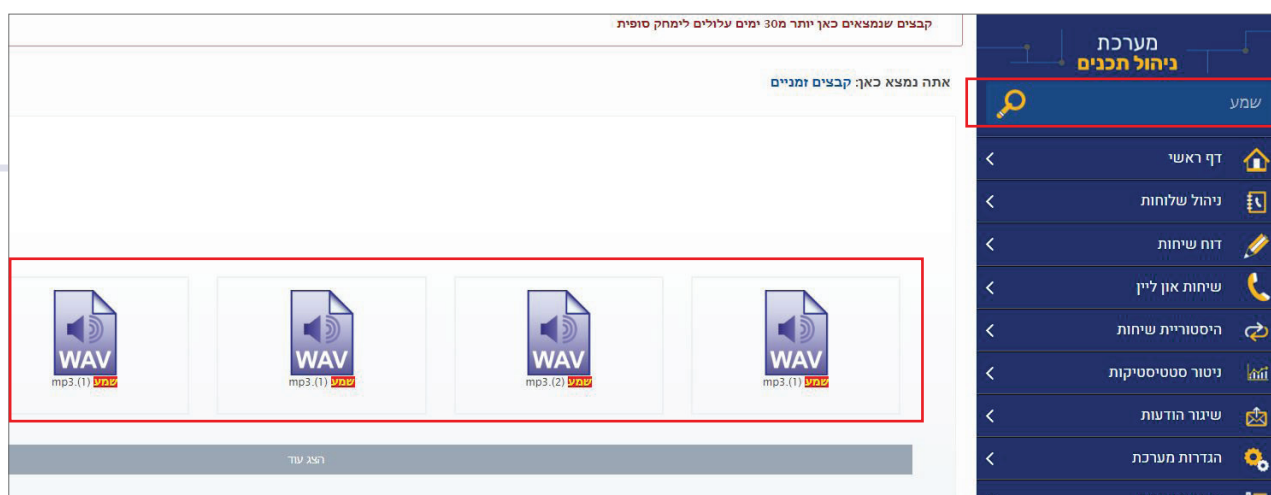 קבצים שנמצאים כאן יותר מ30 ימים עלולים לימחק סופית
אתה נמצא כאן: קבצים זמניים
מערכת
ניהול תכנים
שמע
דף ראשי
ניהול שלוחות
דוח שיחות
שיחות און ליין
היסטוריית שיחות
ניטור סטטיסטיקות
שיגור הודעות
הגדרות מערכת
WAV
שמע (1).mp3
WAV
שמע (2).mp3
WAV
שמע (1).mp3
WAV
שמע (1).mp3
הצג עוד